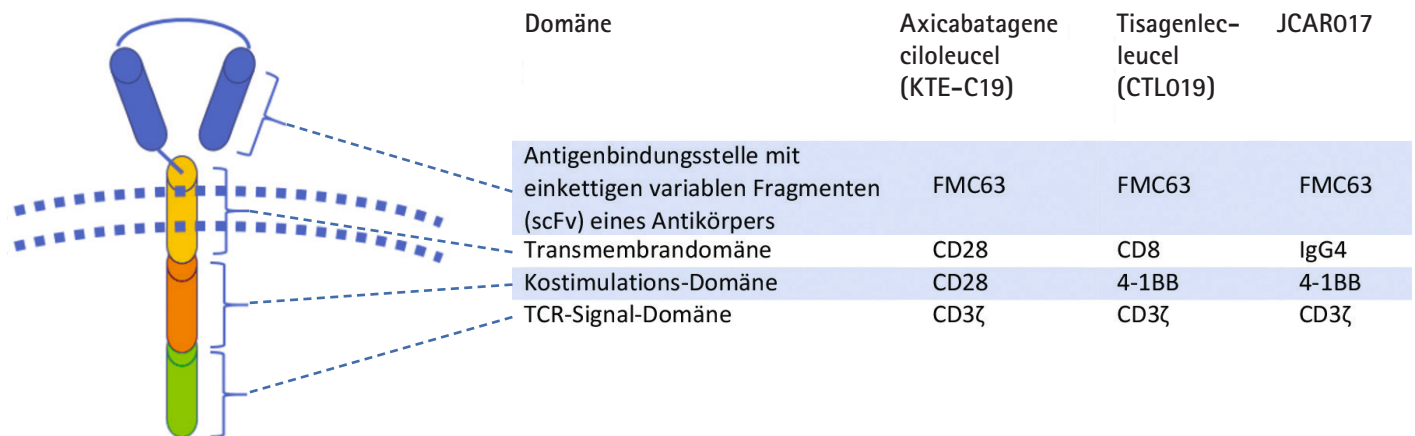 Domäne Axicabatagene Tisagenlec- JCAR017
ciloleucel leucel
(KTE-C19) (CTL019)
Antigenbindungsstelle mit
einkettigen variablen Fragmenten FMC63 FMC63 FMC63
(scFv) eines Antikörpers
Transmembrandomäne CD28 CD8 IgG4
Kostimulations-Domäne CD28 4-1BB 4-1BB
TCR-Signal-Domäne CD3ζ CD3ζ CD3ζ